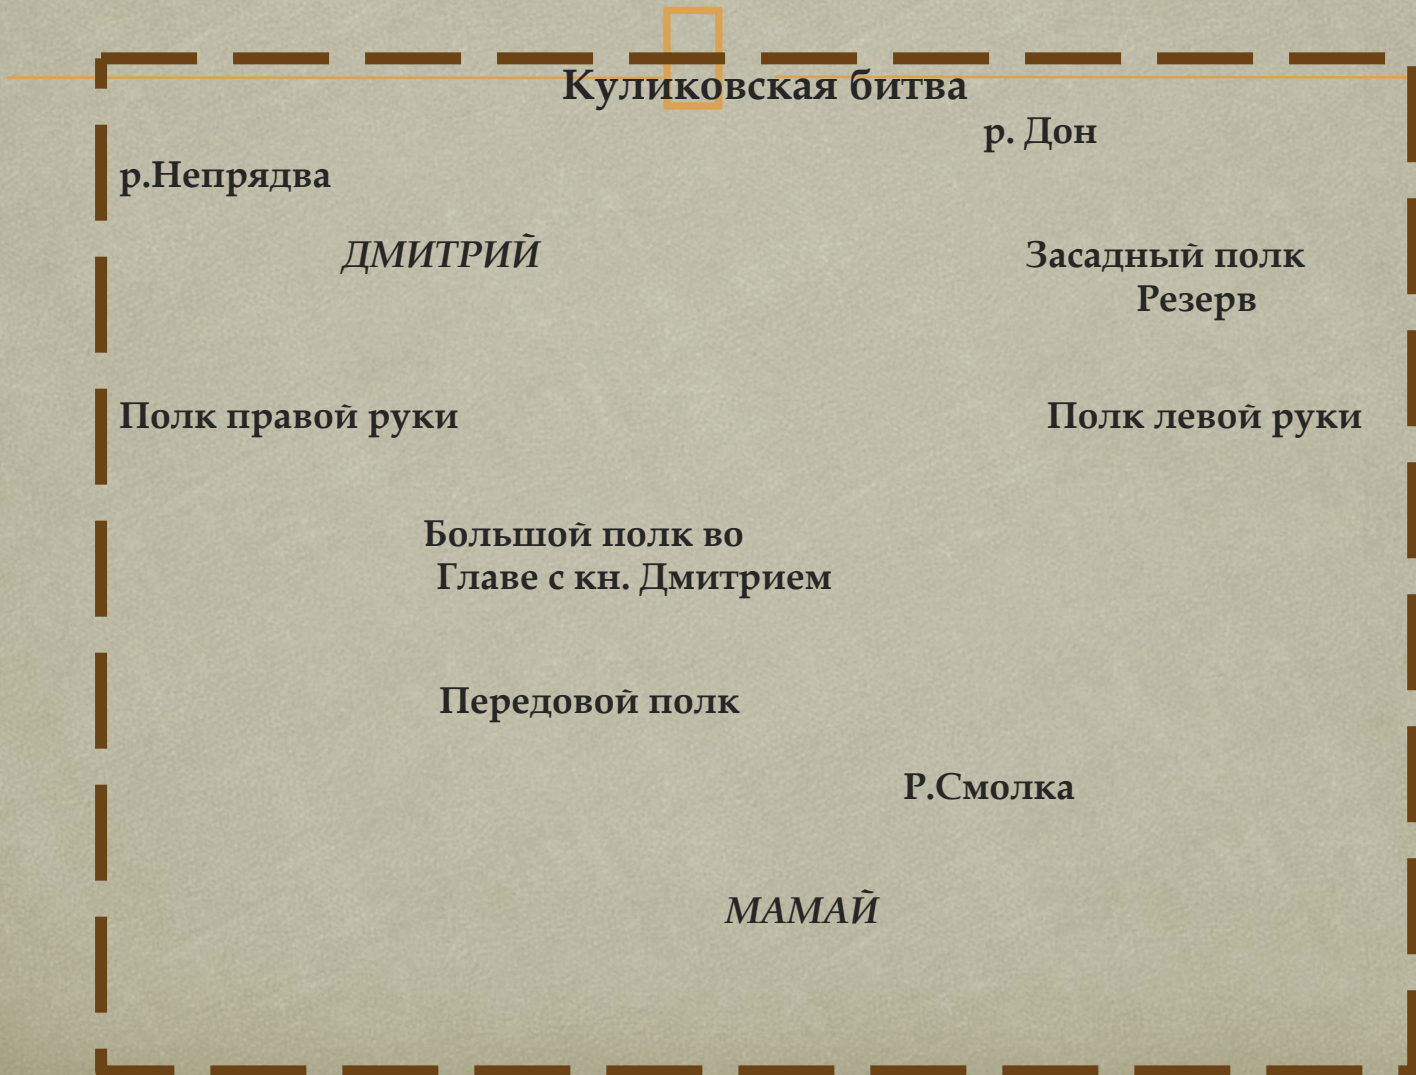 Куликовская битва
р. Дон
р.Непрядва
ДМИТРИЙ
Засадный полк
Резерв
Полк правой руки
Полк левой руки
Большой полк во
Главе с кн. Дмитрием
Передовой полк
Р.Смолка
МАМАЙ